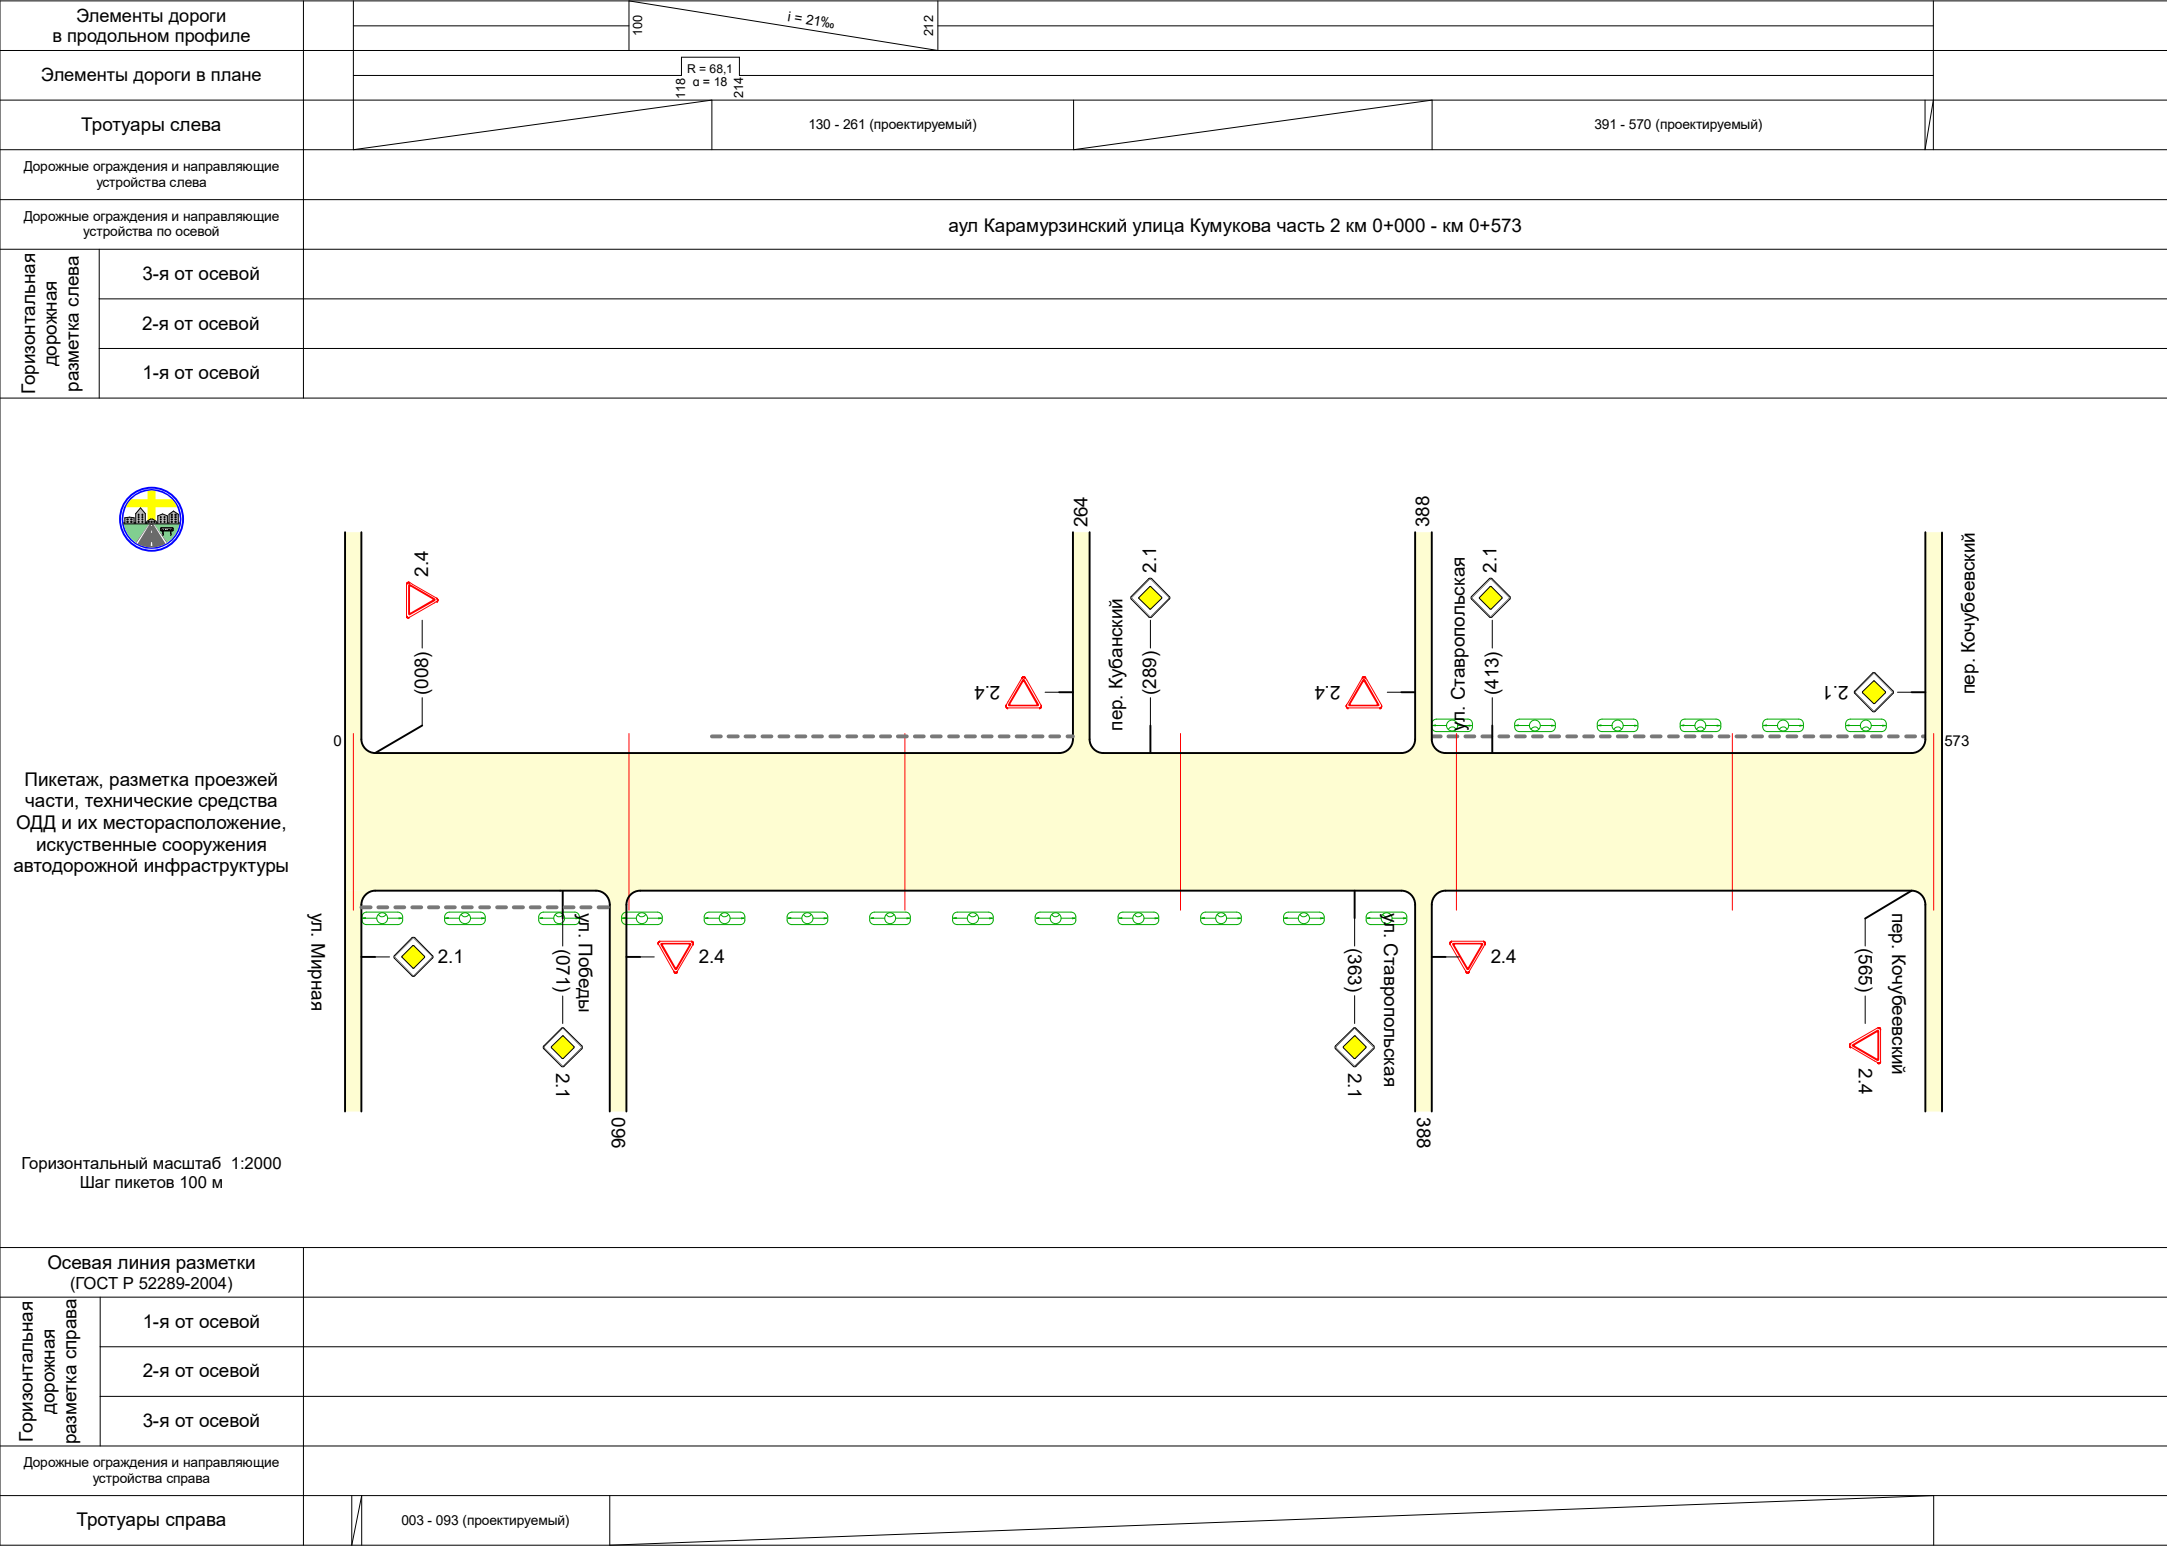 Элементы дороги
в продольном профиле
100
i = 21‰
212
Элементы дороги в плане
118
R = 68,1
α = 18
214
Тротуары слева
130 - 261 (проектируемый)
391 - 570 (проектируемый)
Дорожные ограждения и направляющие
устройства слева
Дорожные ограждения и направляющие
устройства по осевой
аул Карамурзинский улица Кумукова часть 2 км 0+000 - км 0+573
Горизонтальная
дорожная
разметка слева
3-я от осевой
2-я от осевой
1-я от осевой
264
388
2.4
(008)
2.4
пер. Кубанский
2.1
(289)
2.4
ул. Ставропольская
2.1
(413)
2.1
пер. Кочубеевский
0
573
Пикетаж, разметка проезжей
части, технические средства
ОДД и их месторасположение,
искуственные сооружения
автодорожной инфраструктуры
ул. Мирная
2.1
(071)
2.1
ул. Победы
096
2.4
(363)
2.1
ул. Ставропольская
388
2.4
(565)
2.4
пер. Кочубеевский
Горизонтальный масштаб 1:2000
Шаг пикетов 100 м
Осевая линия разметки
(ГОСТ Р 52289-2004)
Горизонтальная
дорожная
разметка справа
1-я от осевой
2-я от осевой
3-я от осевой
Дорожные ограждения и направляющие
устройства справа
Тротуары справа
003 - 093 (проектируемый)